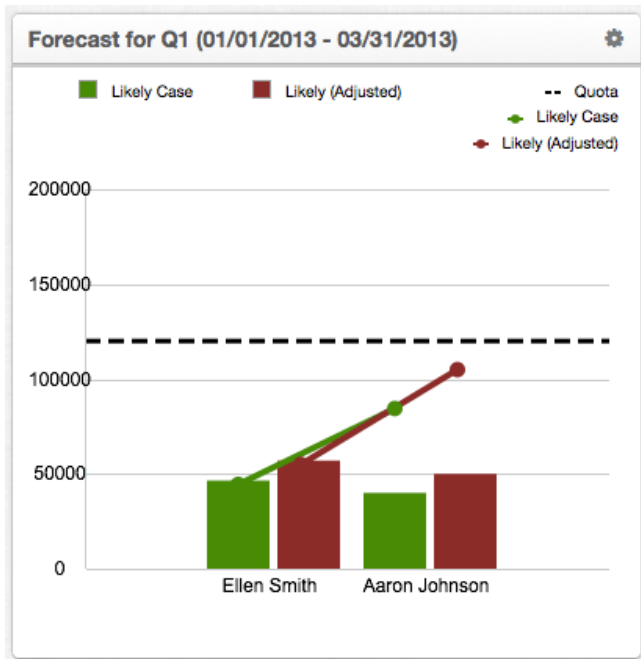 Forecast for Q1 (01/01/2013 - 03/31/2013)
Likely Case Likely (Adjusted) Quota
Likely Case
Likely (Adjusted)
200000
150000
100000
50000
0
Ellen Smith Aaron Johnson